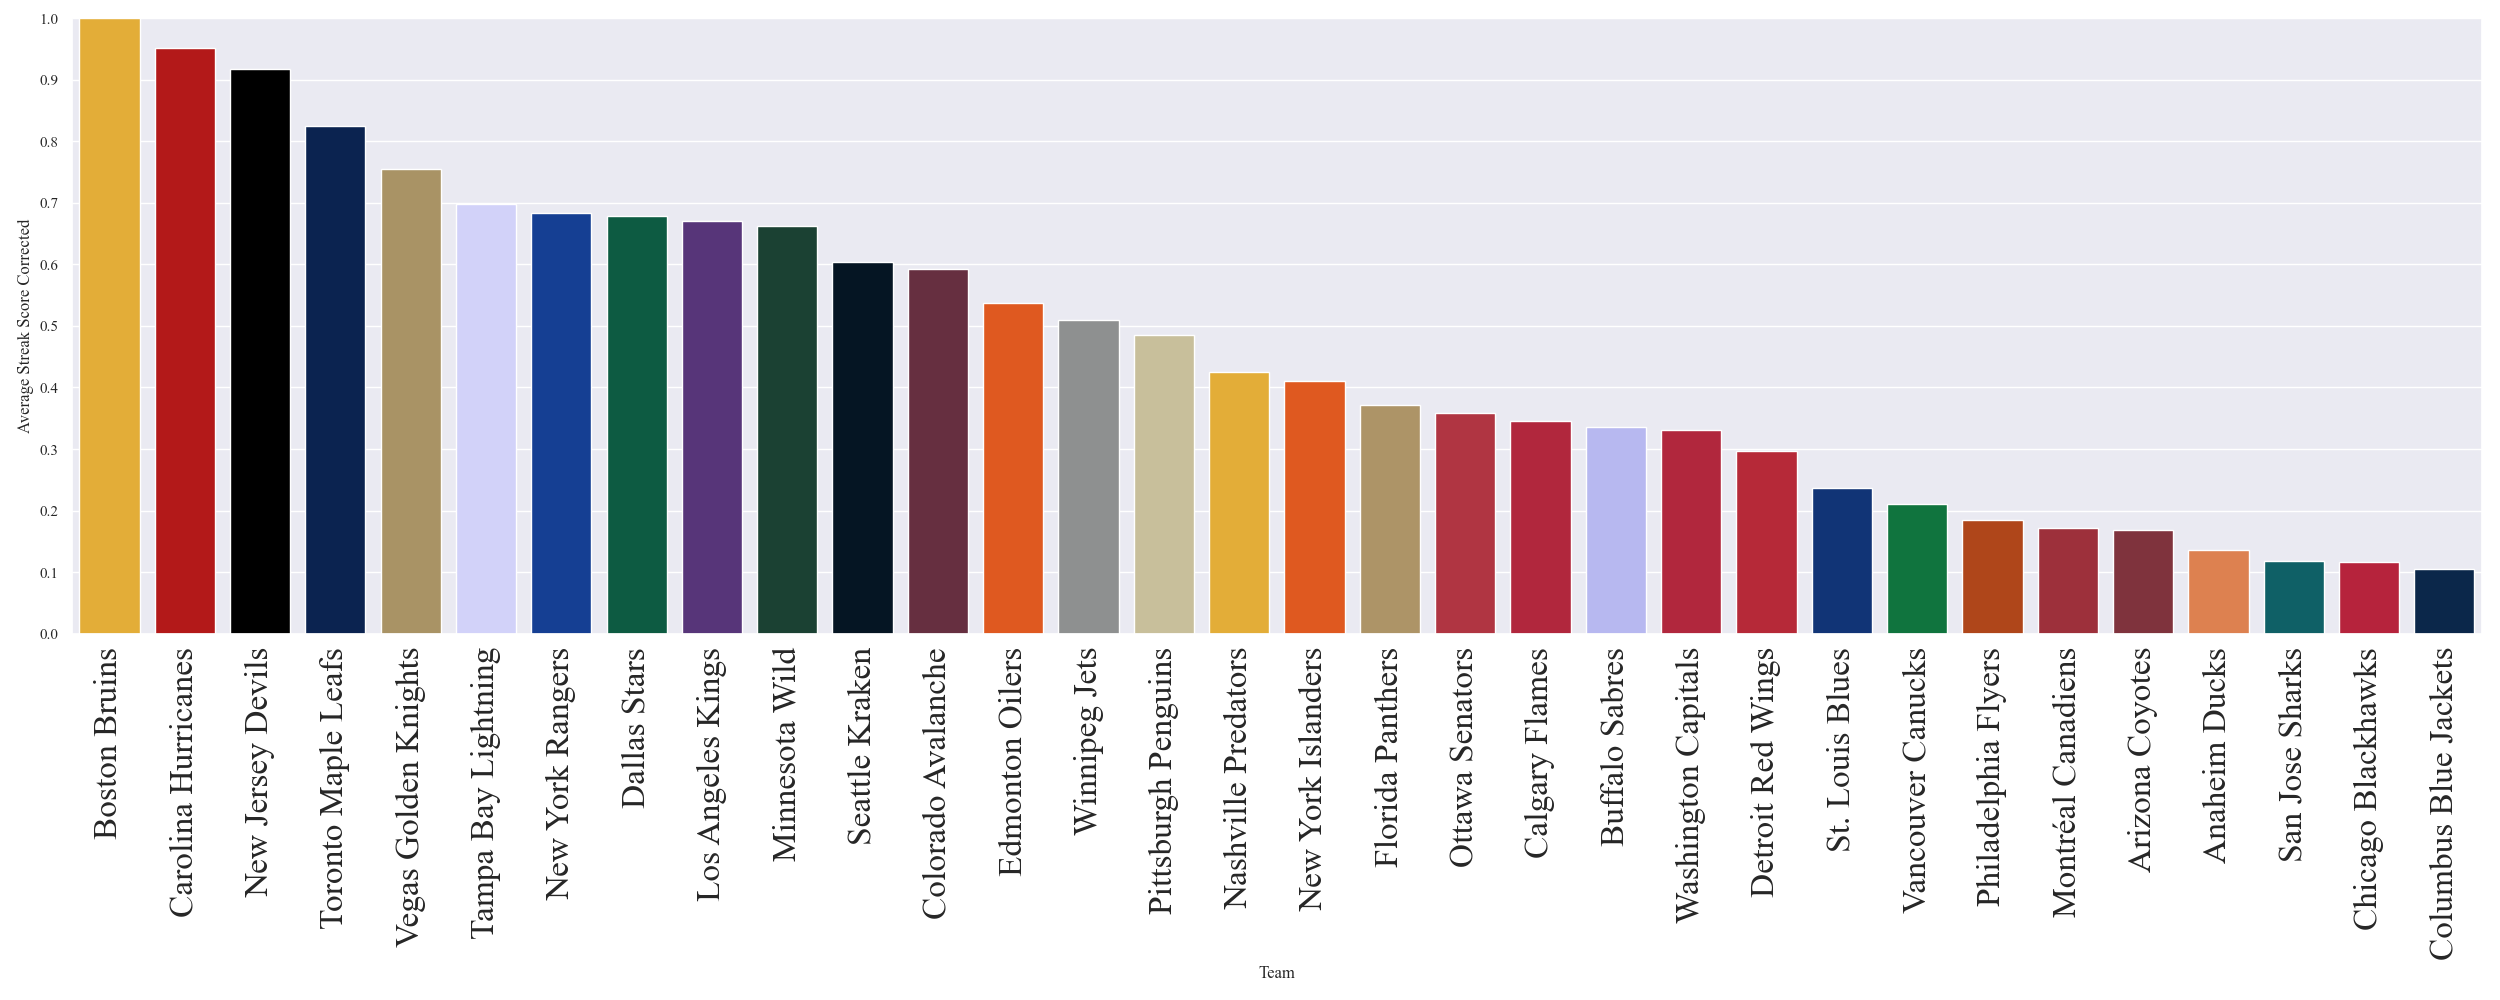 1.0
0.9
0.8
0.7
0.6
0.5
0.4
0.3
0.2
0.1
0.0
Average Streak Score Corrected
Boston Bruins
Carolina Hurricanes
New Jersey Devils
Toronto Maple Leafs
Vegas Golden Knights
Tampa Bay Lightning
New York Rangers
Dallas Stars
Los Angeles Kings
Minnesota Wild
Seattle Kraken
Colorado Avalanche
Edmonton Oilers
Winnipeg Jets
Pittsburgh Penguins
Nashville Predators
New York Islanders
Florida Panthers
Ottawa Senators
Calgary Flames
Buffalo Sabres
Washington Capitals
Detroit Red Wings
St. Louis Blues
Vancouver Canucks
Philadelphia Flyers
Montréal Canadiens
Arizona Coyotes
Anaheim Ducks
San Jose Sharks
Chicago Blackhawks
Columbus Blue Jackets
Team